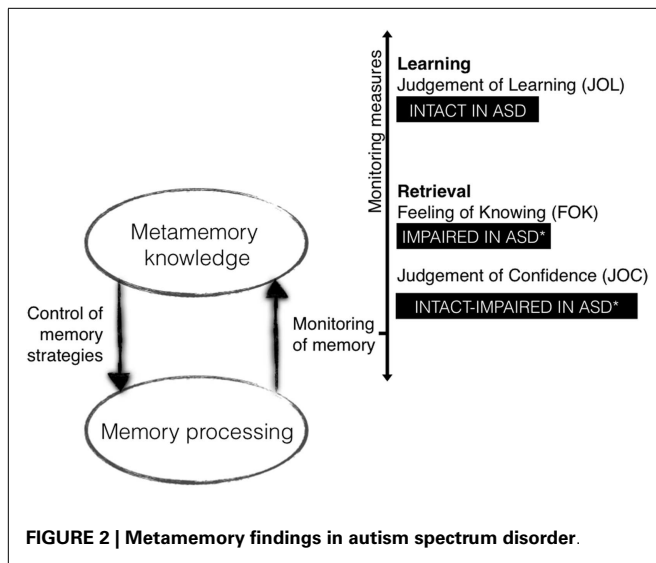 Monitoring measures
Learning
Judgement of Learning (JOL)
INTACT IN ASD
Retrieval
Feeling of Knowing (FOK)
IMPAIRED IN ASD*
Judgement of Confidence (JOC)
INTACT-IMPAIRED IN ASD*
Metamemory
knowledge
Control of
memory
strategies
Monitoring
of memory
Memory processing
FIGURE 2 | Metamemory findings in autism spectrum disorder.